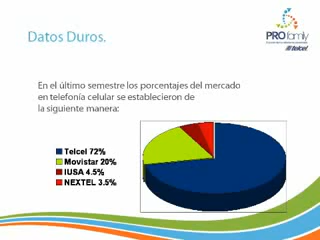 Datos Duros.
PROfamily
telcel
En el último semestre los porcentajes del mercado
en telefonía celular se establecieron de
la siguiente manera:
Telcel 72%
Movistar 20%
IUSA 4.5%
NEXTEL 3.5%